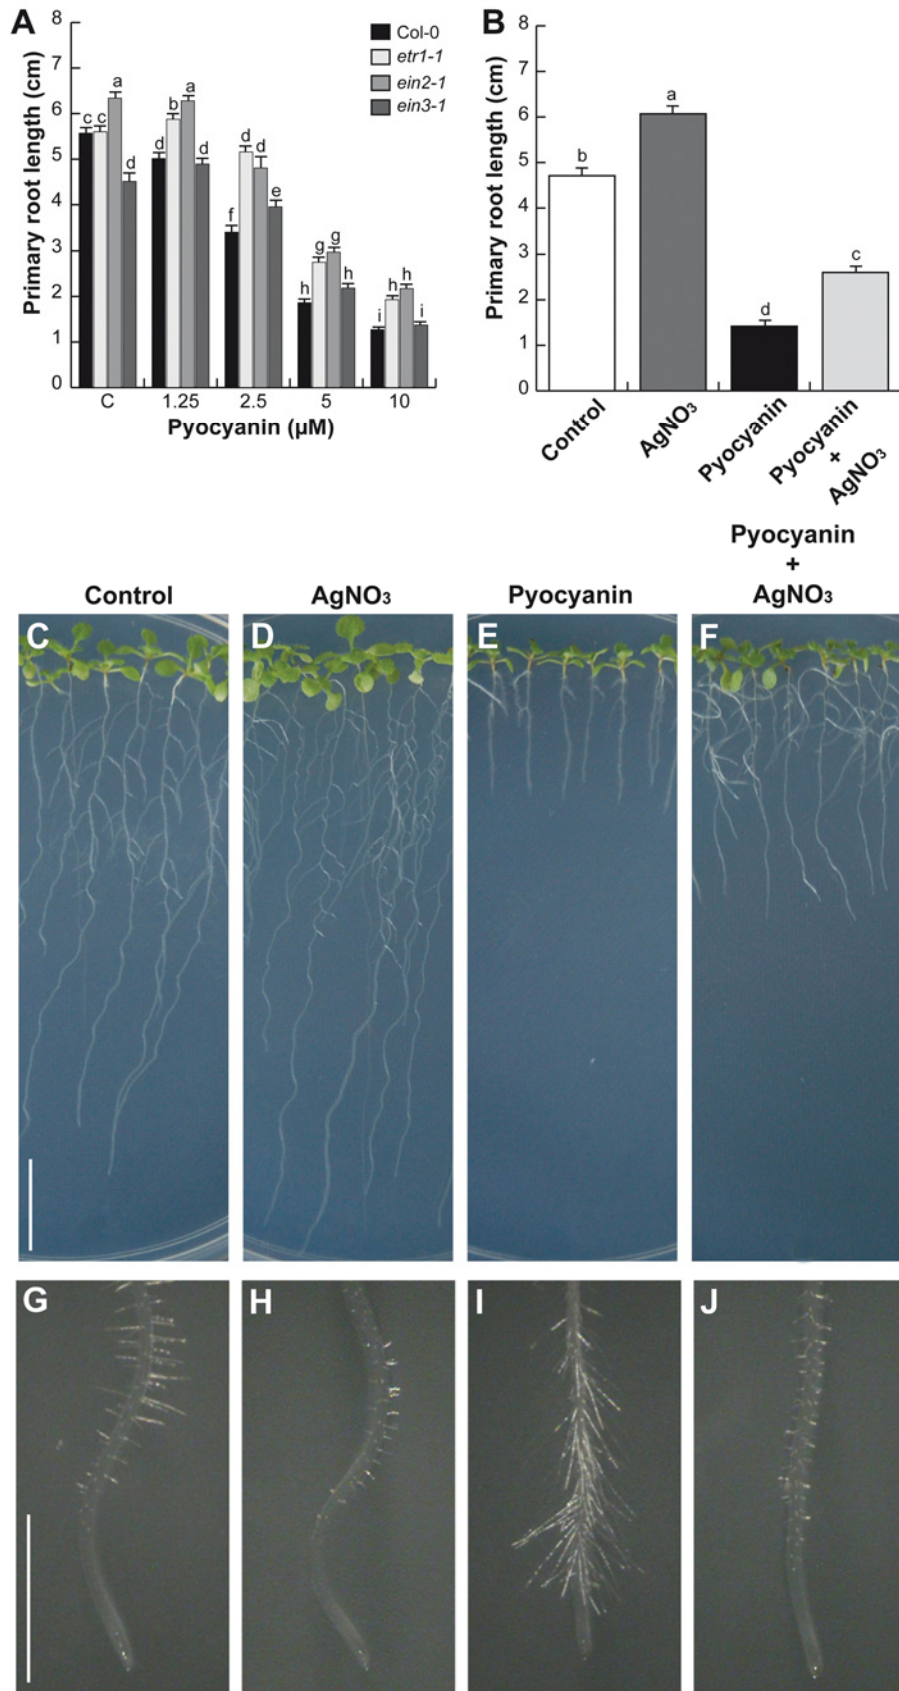 A
Primary root length (cm)
8
7
6
5
4
3
2
1
0
Col-0
etr1-1
ein2-1
ein3-1
c c a d
d b a d
f d d e
h g g h
i h h i
C 1.25 2.5 5 10
Pyocyanin (µM)
B
Primary root length (cm)
8
7
6
5
4
3
2
1
0
b
a
d
c
Control
AgNO₃
Pyocyanin
Pyocyanin
+
AgNO₃
Control
AgNO₃
Pyocyanin
Pyocyanin
+
AgNO₃
C D E F
G H I J